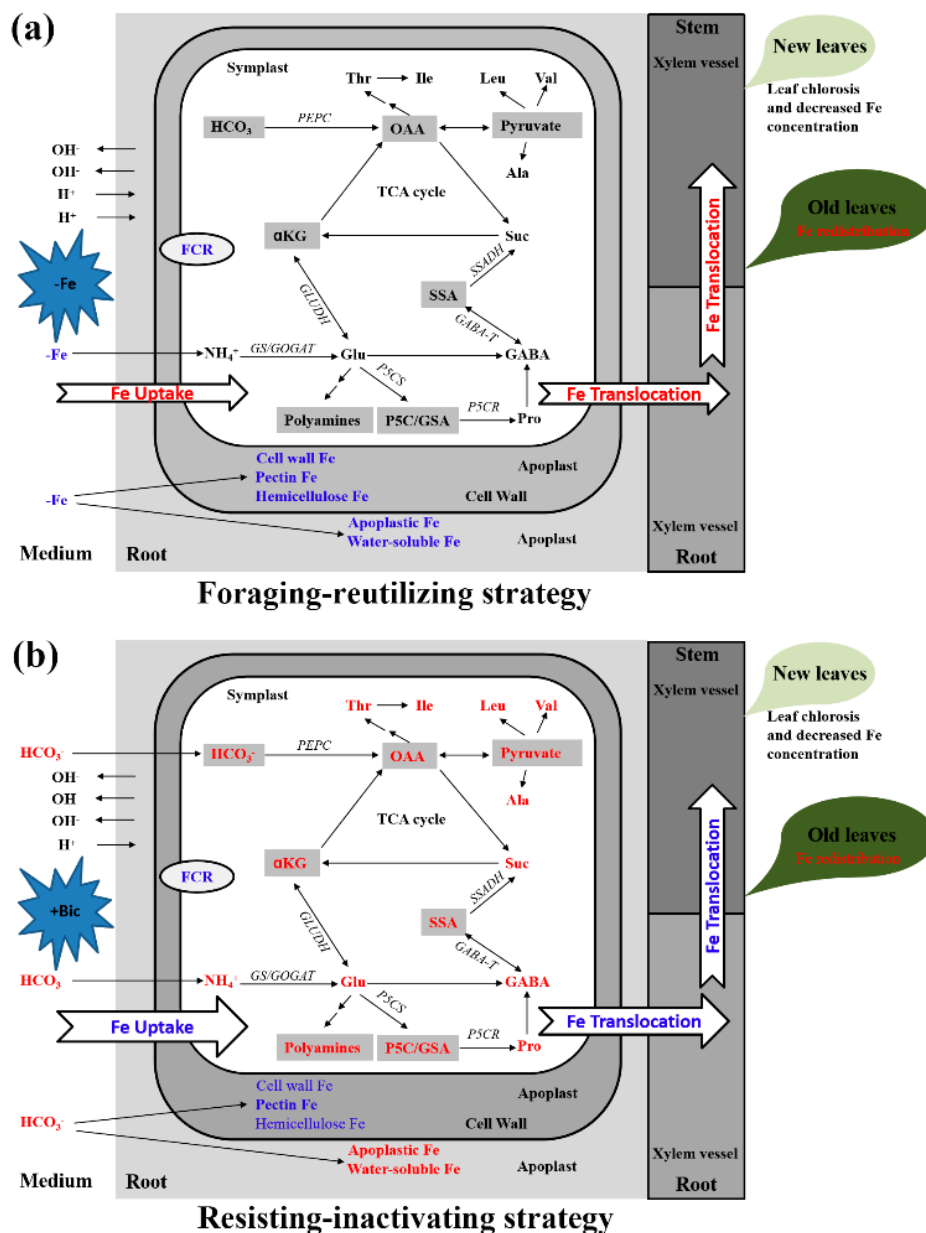 (a)
Stem
New leaves
Symplast
Xylem vessel
Thr
Ile
Leu
Val
Leaf chlorosis
and decreased Fe
concentration
HCO3
PEPC
OAA
Pyruvate
OH-
OH-
H+
H+
Ala
TCA cycle
Old leaves
Fe redistribution
FCR
αKG
Suc
-Fe
GLUDH
SSADH
SSA
GABA-T
Fe Translocation
-Fe
NH4+
GS/GOGAT
Glu
GABA
P5CS
Fe Uptake
Fe Translocation
Polyamines
P5C/GSA
P5CR
Pro
Cell wall Fe
Pectin Fe
Hemicellulose Fe
Apoplast
Cell Wall
-Fe
Apoplastic Fe
Water-soluble Fe
Apoplast
Xylem vessel
Medium
Root
Root
Foraging-reutilizing strategy
(b)
Stem
New leaves
Symplast
Xylem vessel
Thr
Ile
Leu
Val
Leaf chlorosis
and decreased Fe
concentration
HCO3-
HCO3-
PEPC
OAA
Pyruvate
OH-
OH
OH-
H+
Ala
TCA cycle
Old leaves
Fe redistribution
FCR
αKG
Suc
+Bic
GLUDH
SSADH
SSA
GABA-T
Fe Translocation
HCO3
NH4+
GS/GOGAT
Glu
GABA
P5CS
Fe Uptake
Fe Translocation
Polyamines
P5C/GSA
P5CR
Pro
Cell wall Fe
Pectin Fe
Hemicellulose Fe
Apoplast
Cell Wall
HCO3-
Apoplastic Fe
Water-soluble Fe
Apoplast
Xylem vessel
Medium
Root
Root
Resisting-inactivating strategy